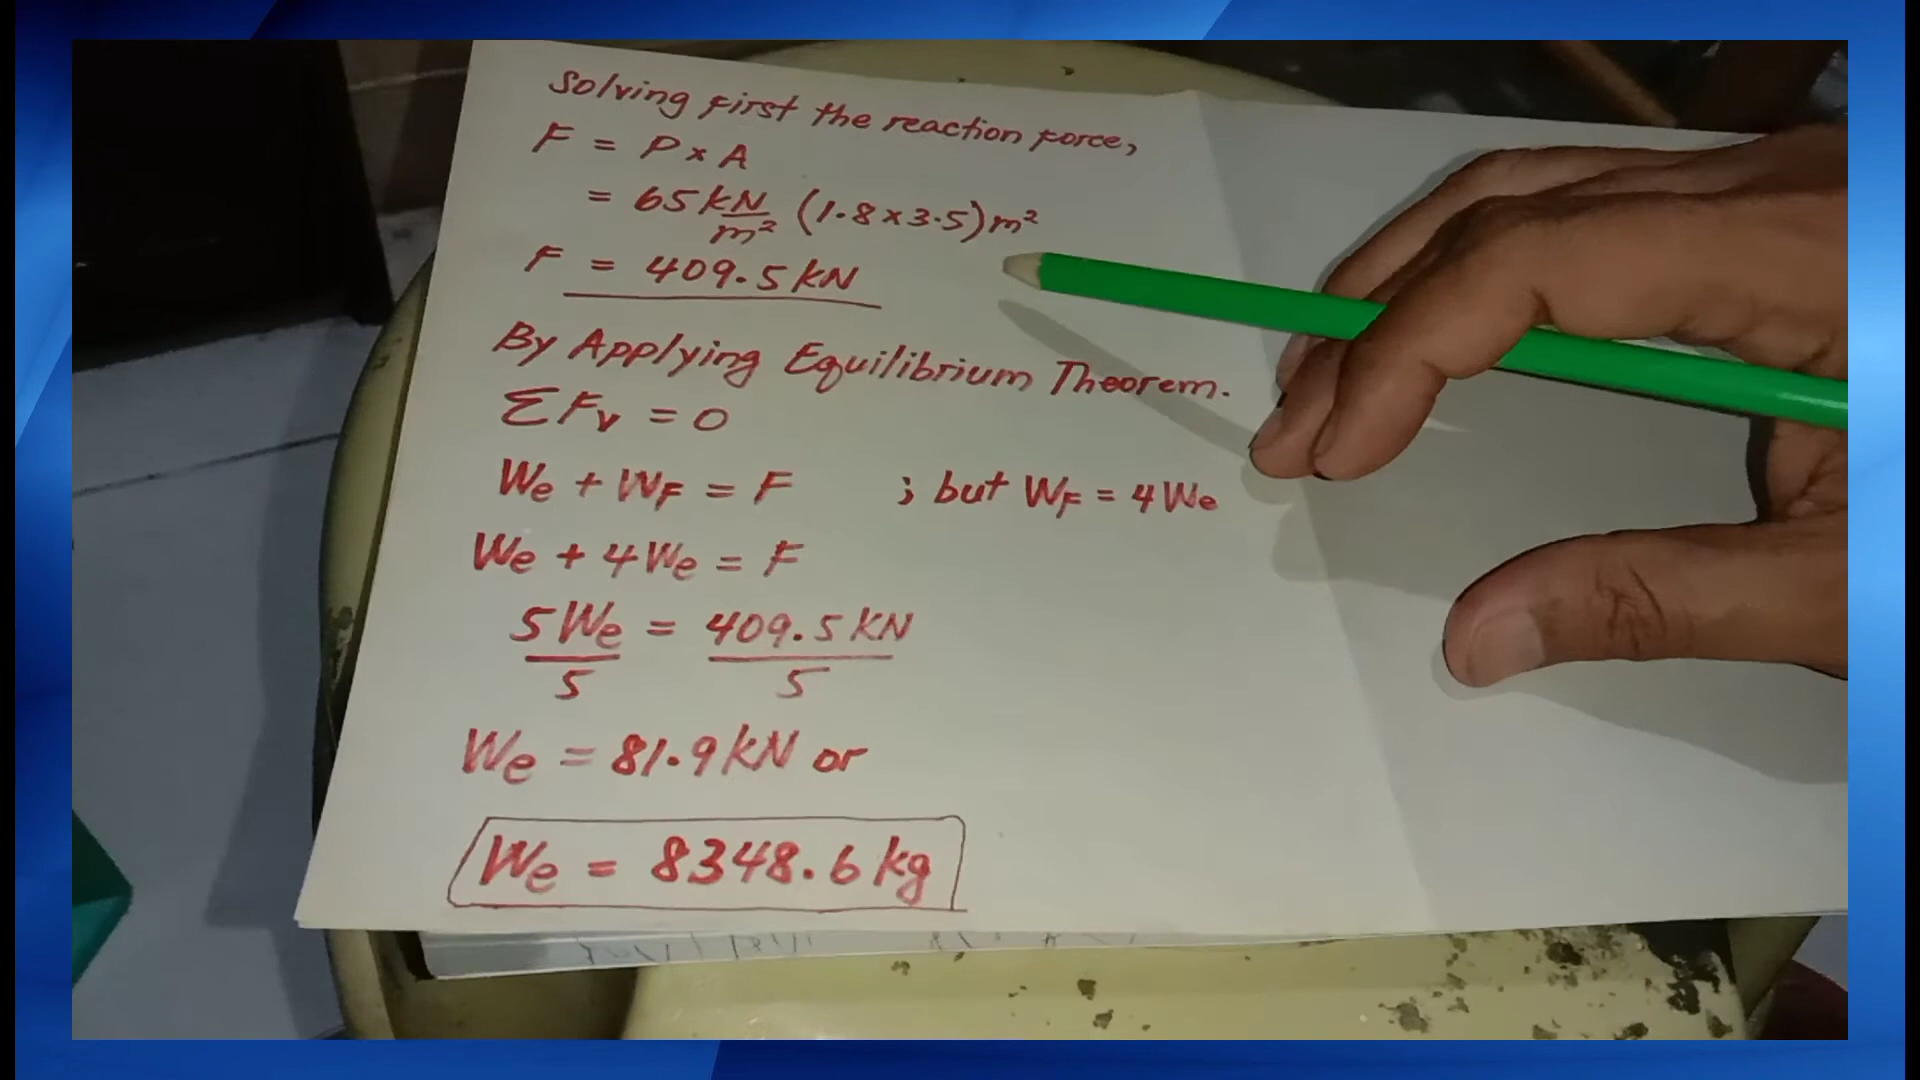 Solving first the reaction force,
F = P x A
= 65 kN/m² (1.8 x 3.5) m²
F = 409.5 kN
By Applying Equilibrium Theorem.
ΣFv = 0
We + WF = F ; but WF = 4We
We + 4We = F
5We/5 = 409.5 KN/5
We = 81.9 kN or
We = 8348.6 kg